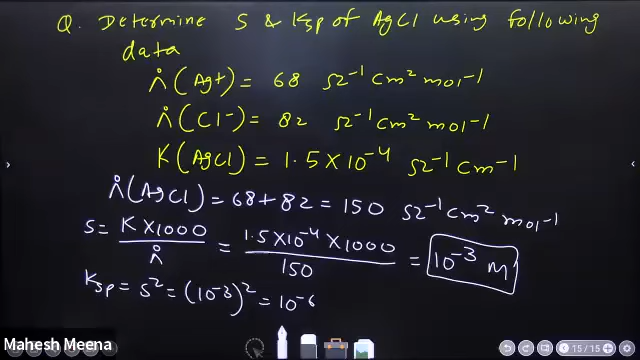 Q. Determine S & Ksp of AgCl using following
data
Λ°(Ag+) = 68 Ω⁻¹ cm² mol⁻¹
Λ°(Cl⁻) = 82 Ω⁻¹ cm² mol⁻¹
K(AgCl) = 1.5 × 10⁻⁴ Ω⁻¹ cm⁻¹
Λ°(AgCl) = 68 + 82 = 150 Ω⁻¹ cm² mol⁻¹
S = K × 1000 / Λ° = 1.5 × 10⁻⁴ × 1000 / 150 = 10⁻³ M
Ksp = S² = (10⁻³)² = 10⁻⁶
Mahesh Meena
15/15